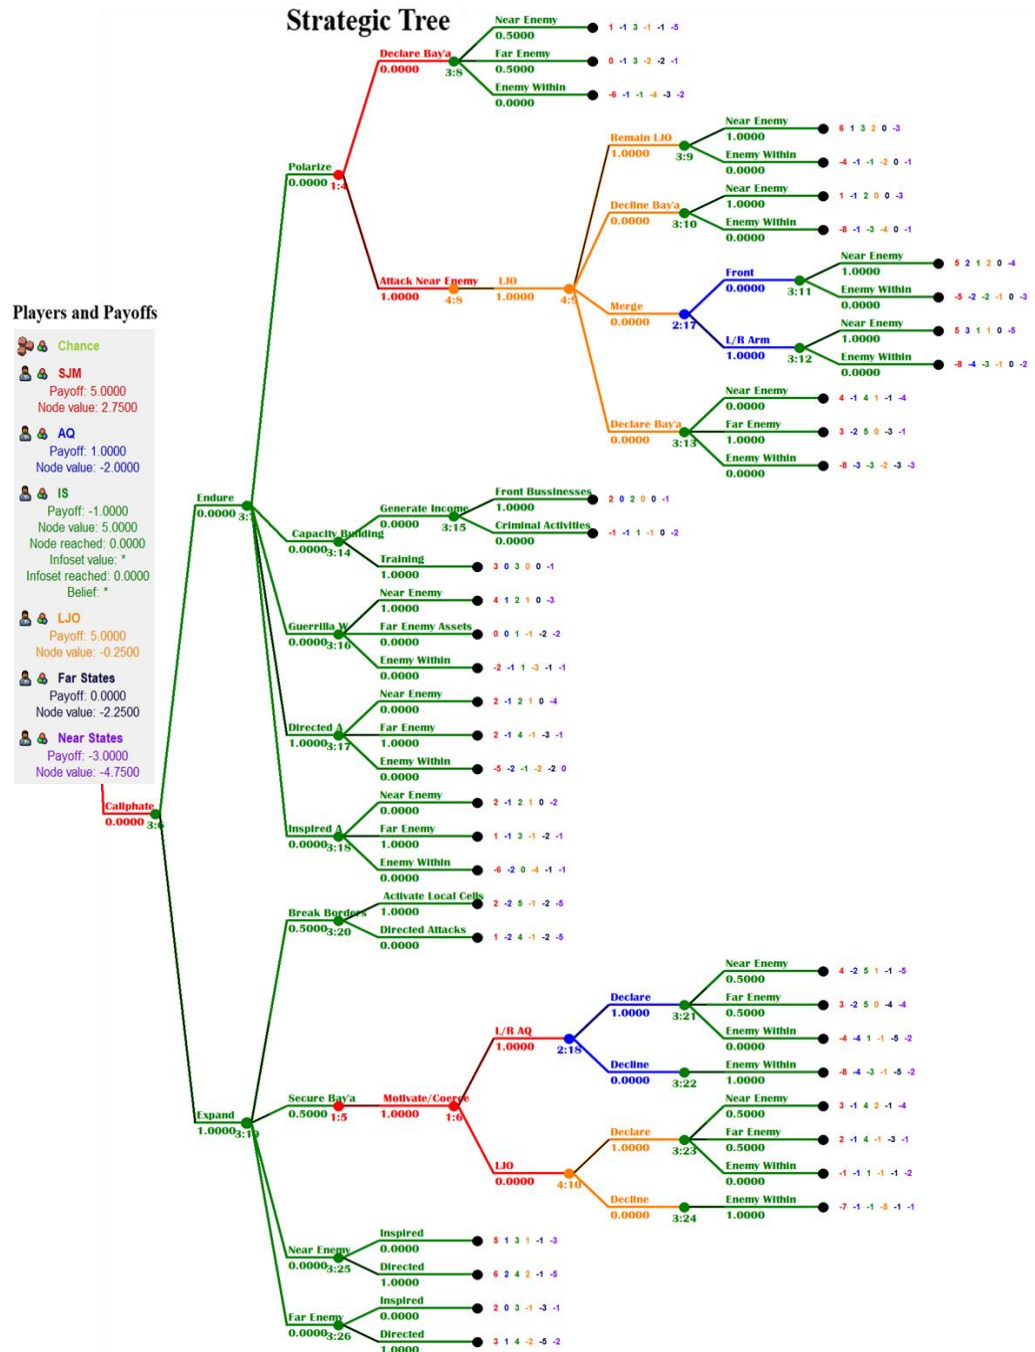 Strategic Tree
Near Enemy
0.5000
1 -1 3 -1 -1 -5
Declare Bay'a
0.0000
3:8
Far Enemy
0.5000
0 -1 3 -2 -2 -1
Enemy Within
0.0000
-6 -1 -1 -4 -3 -2
Polarize
0.0000
1:4
Remain LJO
1.0000
3:9
Near Enemy
1.0000
6 1 3 2 0 -3
Enemy Within
0.0000
-4 -1 -1 -2 0 -1
Decline Bay'a
0.0000
3:10
Near Enemy
1.0000
1 -1 2 0 0 -3
Enemy Within
0.0000
-8 -1 -3 -4 0 -1
Attack Near Enemy
1.0000
4:8
LJO
1.0000
4:9
Merge
0.0000
2:17
Front
0.0000
3:11
Near Enemy
1.0000
5 2 1 2 0 -4
Enemy Within
0.0000
-5 -2 -2 -1 0 -3
L/R Arm
1.0000
3:12
Near Enemy
1.0000
5 3 1 1 0 -5
Enemy Within
0.0000
-8 -4 -3 -1 0 -2
Declare Bay'a
0.0000
3:13
Near Enemy
0.0000
4 -1 4 1 -1 -4
Far Enemy
1.0000
3 -2 5 0 -3 -1
Enemy Within
0.0000
-8 -3 -3 -2 -3 -3
Players and Payoffs
Chance
SJM
Payoff: 5.0000
Node value: 2.7500
AQ
Payoff: 1.0000
Node value: -2.0000
IS
Payoff: -1.0000
Node value: 5.0000
Node reached: 0.0000
Infoset value: *
Infoset reached: 0.0000
Belief: *
LJO
Payoff: 5.0000
Node value: -0.2500
Far States
Payoff: 0.0000
Node value: -2.2500
Near States
Payoff: -3.0000
Node value: -4.7500
Caliphate
0.0000
Endure
0.0000
Capacity Building
0.0000
3:14
Generate Income
0.0000
3:15
Front Bussinesses
1.0000
2 0 2 0 0 -1
Criminal Activities
0.0000
-1 -1 1 -1 0 -2
Training
1.0000
3 0 3 0 0 -1
Guerrilla W
0.0000
3:16
Near Enemy
1.0000
4 1 2 1 0 -3
Far Enemy Assets
0.0000
0 0 1 -1 -2 -2
Enemy Within
0.0000
-2 -1 1 -3 -1 -1
Directed A
1.0000
3:17
Near Enemy
0.0000
2 -1 2 1 0 -4
Far Enemy
1.0000
2 -1 4 -1 -3 -1
Enemy Within
0.0000
-5 -2 -1 -2 -2 0
Inspired A
0.0000
3:18
Near Enemy
0.0000
2 -1 2 1 0 -2
Far Enemy
1.0000
1 -1 3 -1 -2 -1
Enemy Within
0.0000
-6 -2 0 -4 -1 -1
Expand
1.0000
3:19
Break Borders
0.5000
3:20
Activate Local Cells
1.0000
2 -2 5 -1 -2 -5
Directed Attacks
0.0000
1 -2 4 -1 -2 -5
Secure Bay'a
0.5000
1:5
Motivate/Coerce
1.0000
1:6
L/R AQ
1.0000
2:18
Declare
1.0000
3:21
Near Enemy
0.5000
4 -2 5 1 -1 -5
Far Enemy
0.5000
3 -2 5 0 -4 -4
Enemy Within
0.0000
-4 -4 1 -1 -5 -2
Decline
0.0000
3:22
Enemy Within
1.0000
-8 -4 -3 -1 -5 -2
LJO
0.0000
4:10
Declare
1.0000
3:23
Near Enemy
0.5000
3 -1 4 2 -1 -4
Far Enemy
0.5000
2 -1 4 -1 -3 -1
Enemy Within
0.0000
-1 -1 1 -1 -1 -2
Decline
0.0000
3:24
Enemy Within
1.0000
-7 -1 -1 -5 -1 -1
Near Enemy
0.0000
3:25
Inspired
0.0000
5 1 3 1 -1 -3
Directed
1.0000
6 2 4 2 -1 -5
Far Enemy
0.0000
3:26
Inspired
0.0000
2 0 3 -1 -3 -1
Directed
1.0000
3 1 4 -2 -5 -2